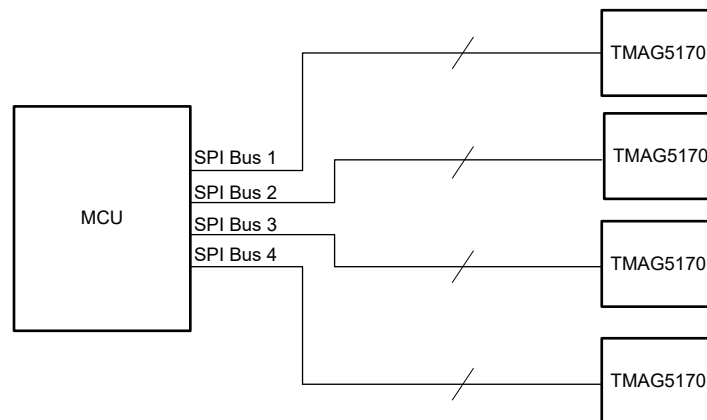 TMAG5170
SPI Bus 1
TMAG5170
SPI Bus 2
MCU
SPI Bus 3
SPI Bus 4
TMAG5170
TMAG5170